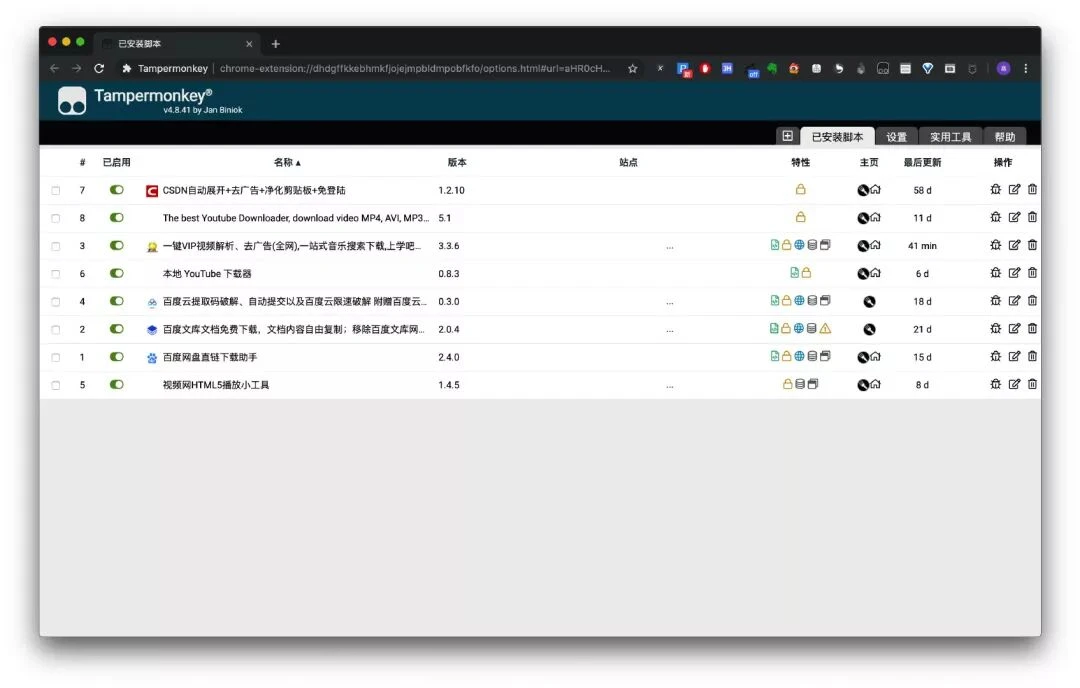 已安装脚本
Tampermonkey chrome-extension://dhdgffkkebhmkfjojejmpbldmpobfkfo/options.html#url=aHR0cH...
Tampermonkey®
v4.8.41 by Jan Biniok
已安装脚本 设置 实用工具 帮助
# 已启用 名称▲ 版本 站点 特性 主页 最后更新 操作
7 CSDN自动展开+去广告+净化剪贴板+免登陆 1.2.10 58 d
8 The best Youtube Downloader, download video MP4, AVI, MP3... 5.1 11 d
3 一键VIP视频解析、去广告(全网),一站式音乐搜索下载,上学吧... 3.3.6 ... 41 min
6 本地 YouTube 下载器 0.8.3 6 d
4 百度云提取码破解、自动提交以及百度云限速破解 附赠百度云... 0.3.0 ... 18 d
2 百度文库文档免费下载，文档内容自由复制；移除百度文库网... 2.0.4 ... 21 d
1 百度网盘直链下载助手 2.4.0 ... 15 d
5 视频网HTML5播放小工具 1.4.5 ... 8 d